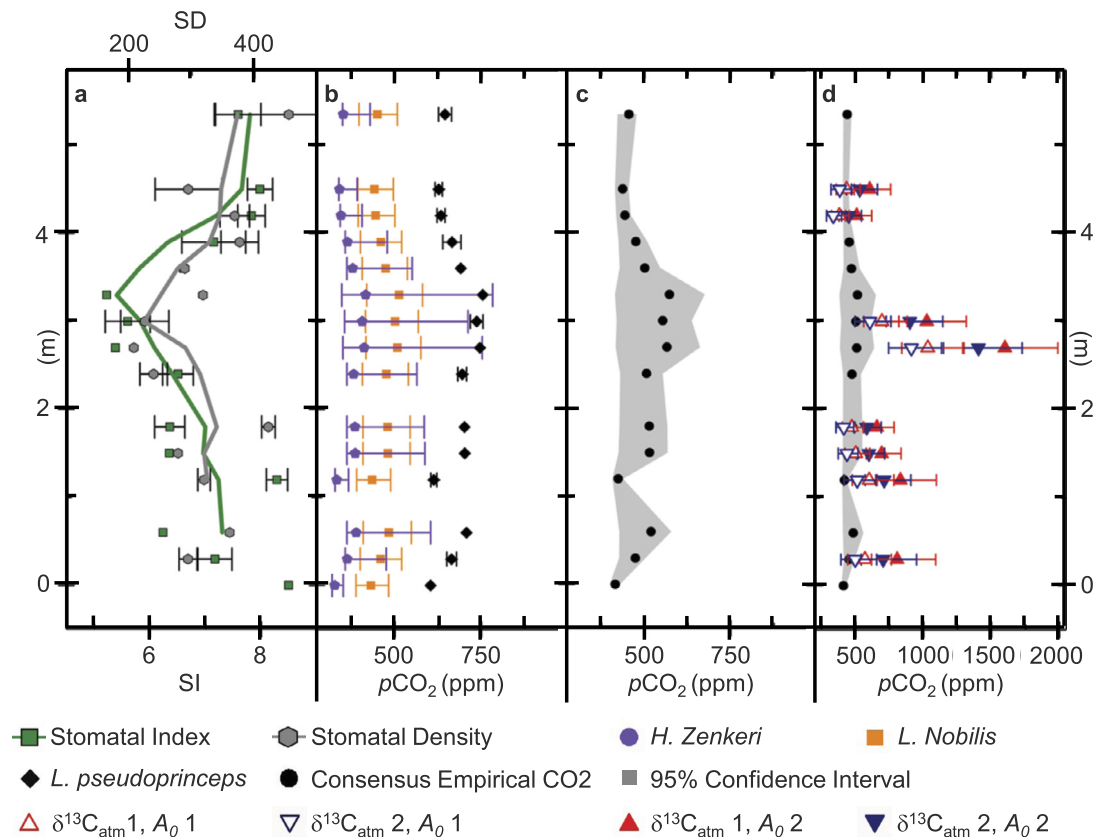 SD
200 400
a b c d
4 4
(m) (m)
2 2
0 0
6 8 500 750 500 750 500 1000 1500 2000
SI pCO₂ (ppm) pCO₂ (ppm) pCO₂ (ppm)
Stomatal Index Stomatal Density H. Zenkeri L. Nobilis
L. pseudoprinceps Consensus Empirical CO2 95% Confidence Interval
δ¹³Cₐₜₘ1, A₀ 1 δ¹³Cₐₜₘ 2, A₀ 1 δ¹³Cₐₜₘ 1, A₀ 2 δ¹³Cₐₜₘ 2, A₀ 2